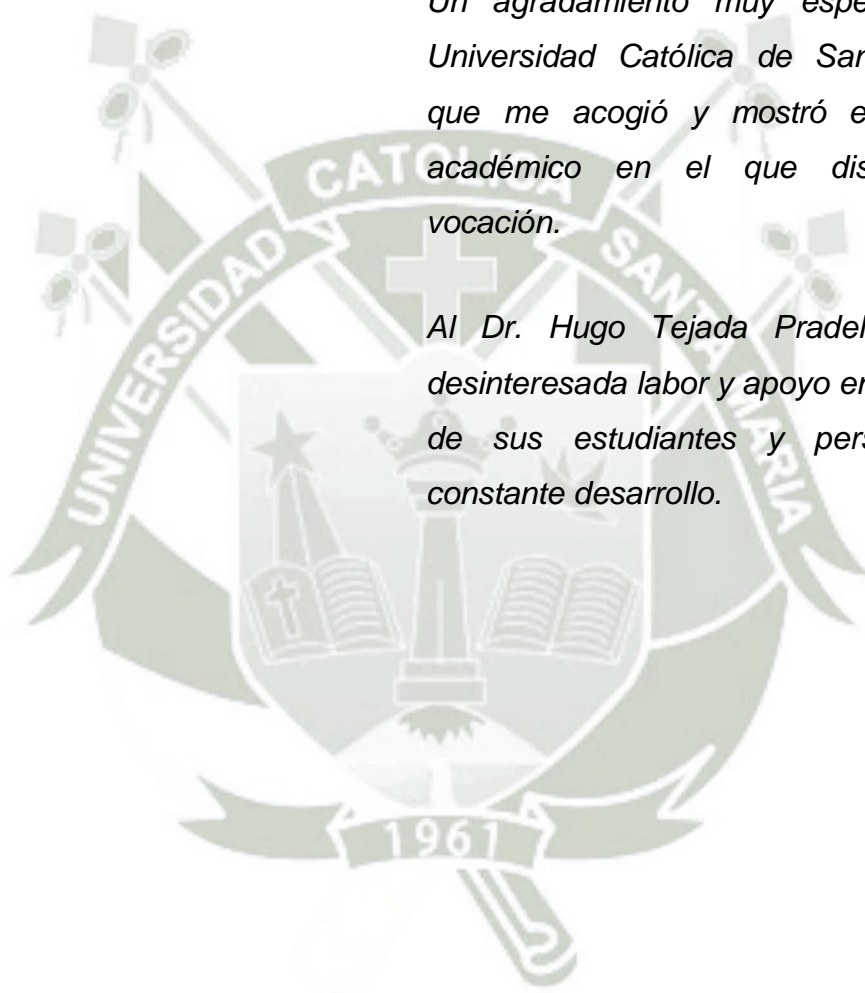 Un agradamiento muy espe
Universidad Católica de San
que me acogió y mostró e
académico en el que dis
vocación.
Al Dr. Hugo Tejada Pradel
desinteresada labor y apoyo en
de sus estudiantes y pers
constante desarrollo.
UNIVERSIDAD CATOLICA SANTA MARIA
1961